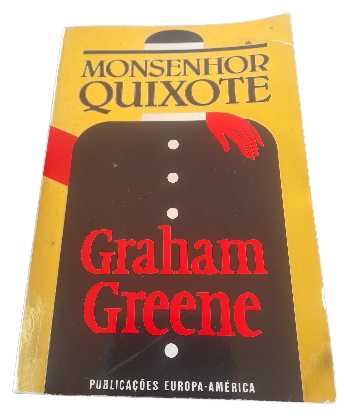 MONSENHOR
QUIXOTE
Graham
Greene
PUBLICAÇÕES EUROPA-AMÉRICA